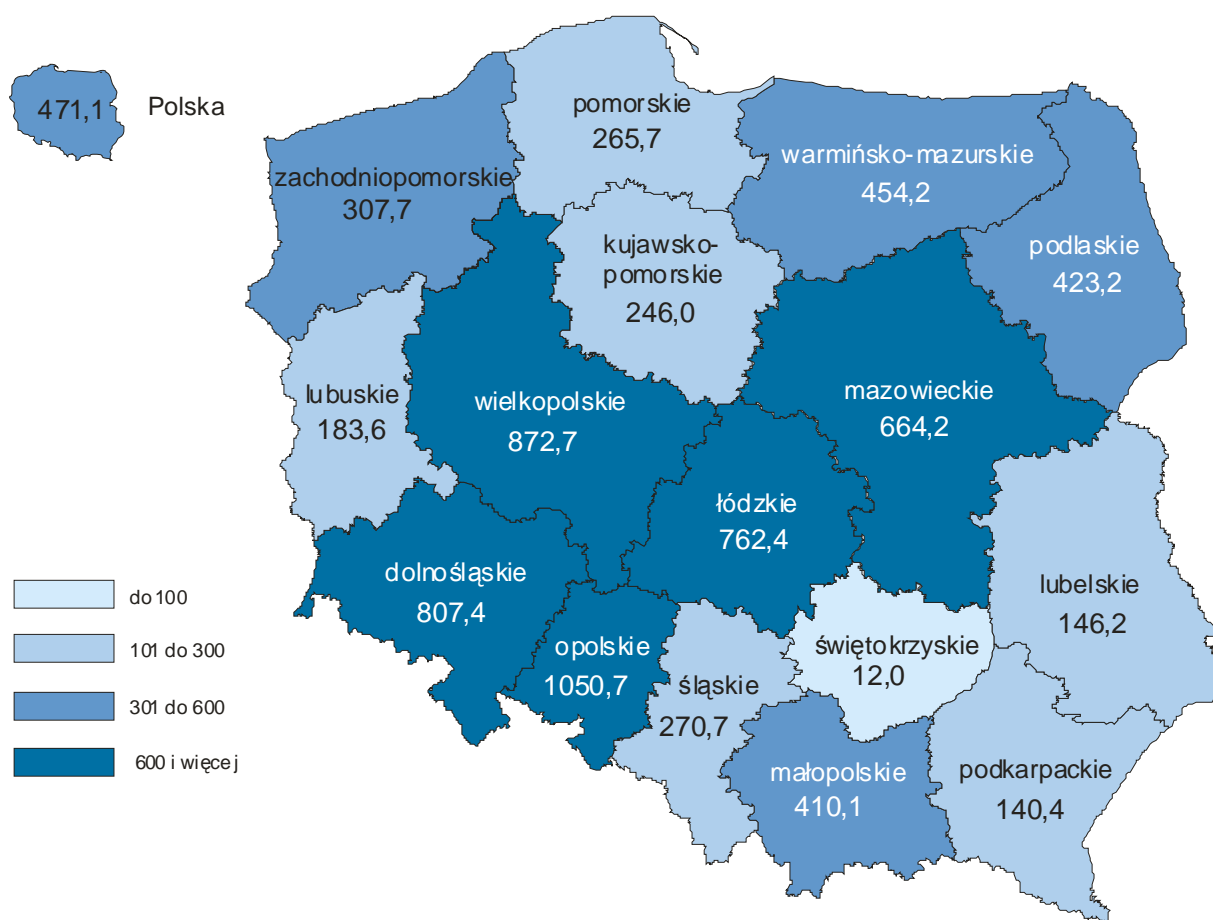 471,1
Polska
pomorskie
265,7
warmińsko-mazurskie
454,2
zachodniopomorskie
307,7
podlaskie
423,2
kujawsko-
pomorskie
246,0
lubuskie
183,6
wielkopolskie
872,7
mazowieckie
664,2
łódzkie
762,4
dolnośląskie
807,4
lubelskie
146,2
opolskie
1050,7
świętokrzyskie
12,0
śląskie
270,7
małopolskie
410,1
podkarpackie
140,4
do 100
101 do 300
301 do 600
600 i więcej